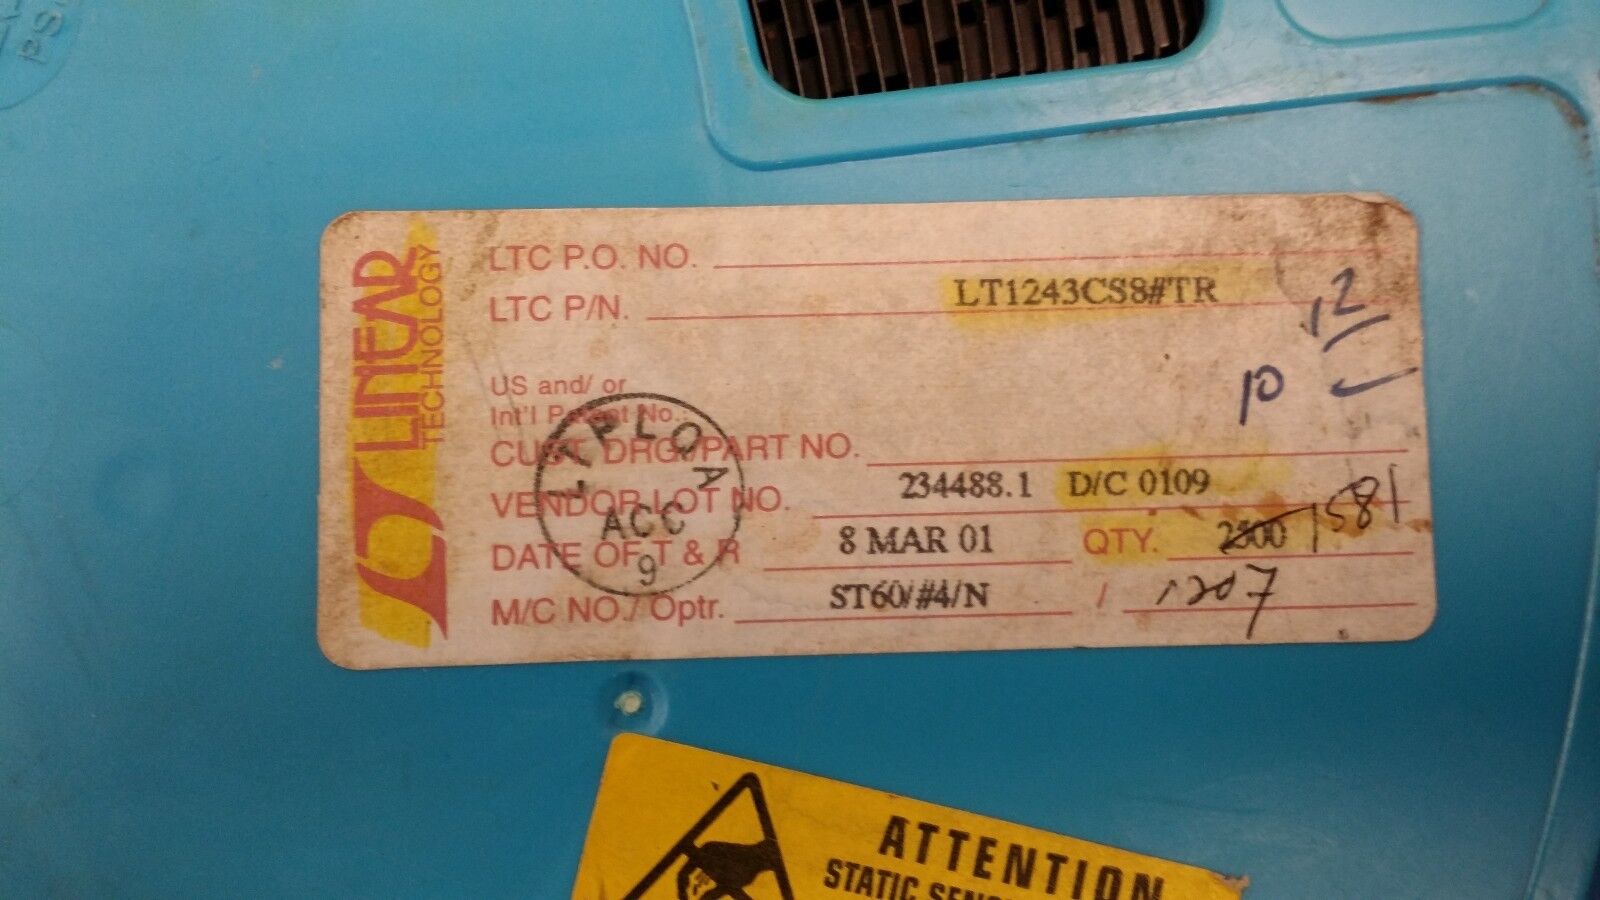 PS
LINEAR
TECHNOLOGY
LTC P.O. NO.
LTC P/N. LT1243CS8#TR
12
10
US and/ or
Int'l Patent No.:
CUST. DRG./PART NO.
VENDOR LOT NO. 234488.1 D/C 0109
DATE OF T & R 8 MAR 01 QTY. 2500 1581
M/C NO./ Optr. ST60/#4/N / 1207
LTPLQA
ACC
9
ATTENTION
STATIC